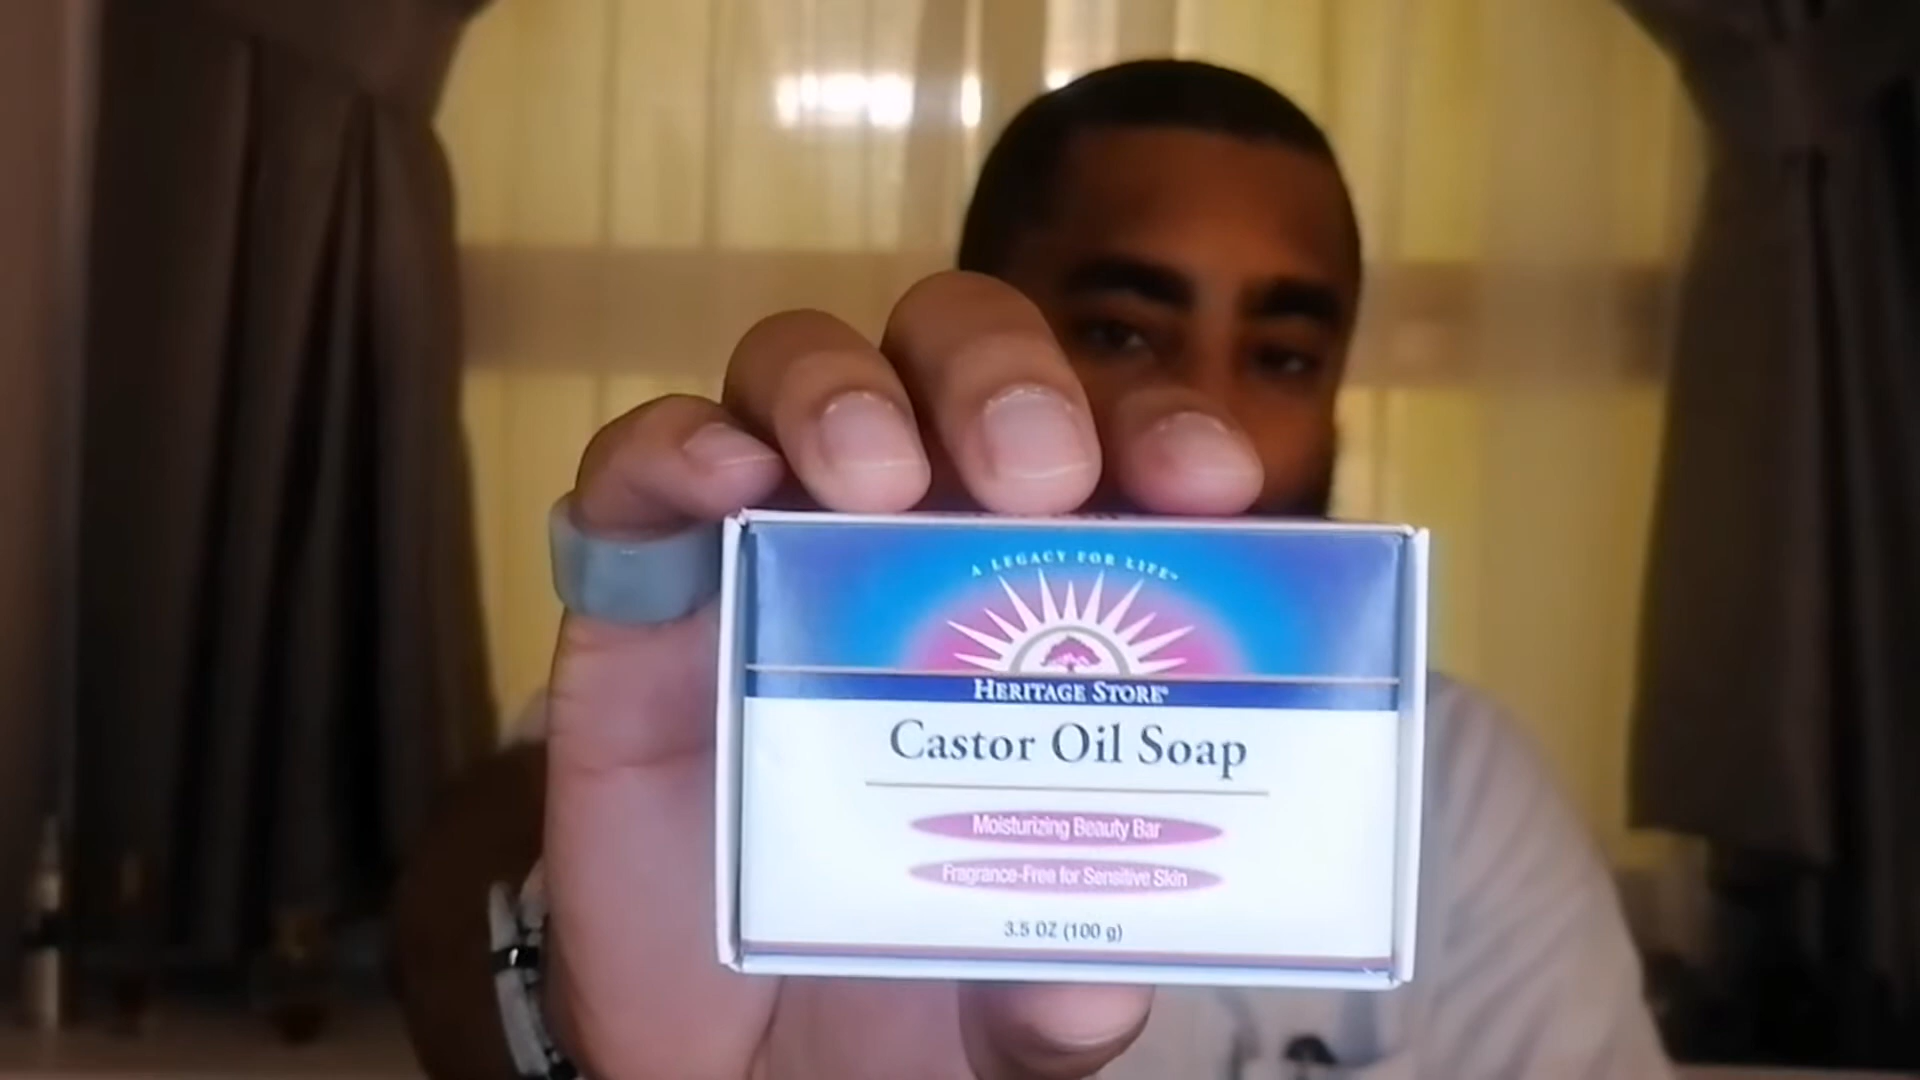 A LEGACY FOR LIFE™
HERITAGE STORE®
Castor Oil Soap
Moisturizing Beauty Bar
Fragrance-Free for Sensitive Skin
3.5 OZ (100 g)